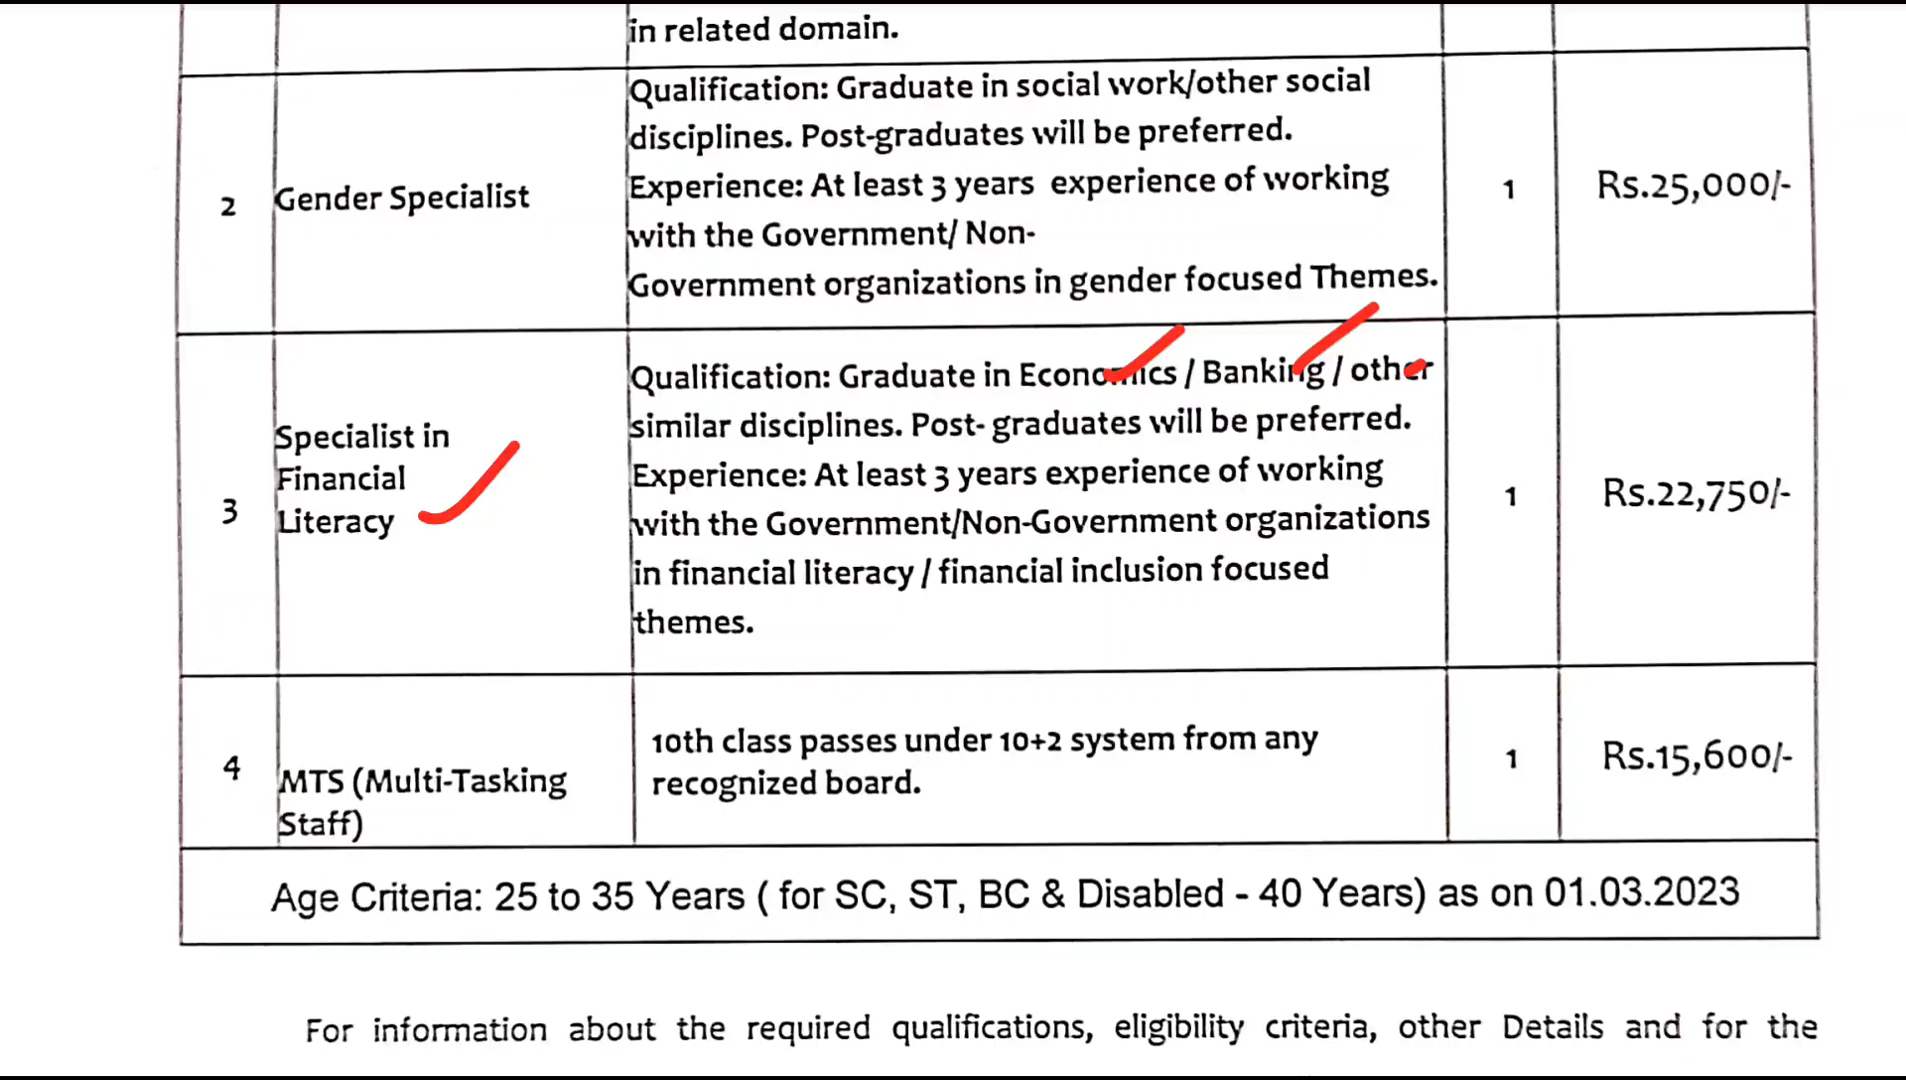 in related domain.
2
Gender Specialist
Qualification: Graduate in social work/other social
disciplines. Post-graduates will be preferred.
Experience: At least 3 years experience of working
with the Government/ Non-
Government organizations in gender focused Themes.
1
Rs.25,000/-
3
Specialist in
Financial
Literacy
Qualification: Graduate in Economics / Banking / other
similar disciplines. Post- graduates will be preferred.
Experience: At least 3 years experience of working
with the Government/Non-Government organizations
in financial literacy / financial inclusion focused
themes.
1
Rs.22,750/-
4
MTS (Multi-Tasking
Staff)
10th class passes under 10+2 system from any
recognized board.
1
Rs.15,600/-
Age Criteria: 25 to 35 Years ( for SC, ST, BC & Disabled - 40 Years) as on 01.03.2023
For information about the required qualifications, eligibility criteria, other Details and for the